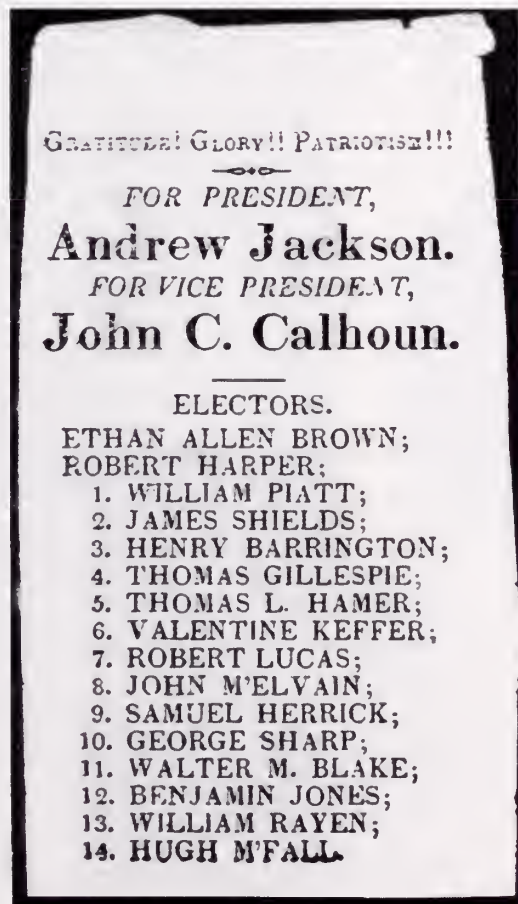 GRATITUDE! GLORY!! PATRIOTISM!!!
FOR PRESIDENT,
Andrew Jackson.
FOR VICE PRESIDENT,
John C. Calhoun.
ELECTORS.
ETHAN ALLEN BROWN;
ROBERT HARPER;
1. WILLIAM PIATT;
2. JAMES SHIELDS;
3. HENRY BARRINGTON;
4. THOMAS GILLESPIE;
5. THOMAS L. HAMER;
6. VALENTINE KEFFER;
7. ROBERT LUCAS;
8. JOHN M'ELVAIN;
9. SAMUEL HERRICK;
10. GEORGE SHARP;
11. WALTER M. BLAKE;
12. BENJAMIN JONES;
13. WILLIAM RAYEN;
14. HUGH M'FALL.